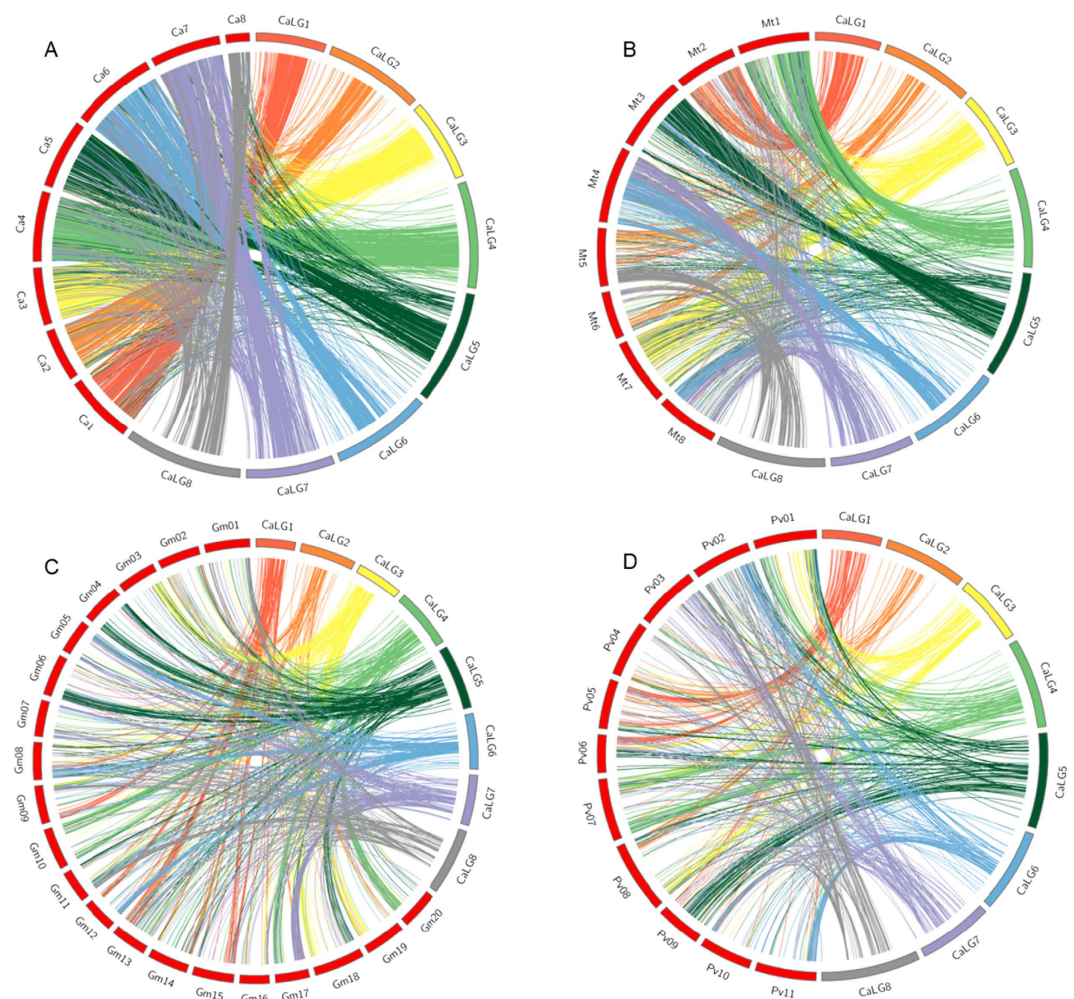 A
Ca1
Ca2
Ca3
Ca4
Ca5
Ca6
Ca7
Ca8
CaLG1
CaLG2
CaLG3
CaLG4
CaLG5
CaLG6
CaLG7
CaLG8
B
Mt1
Mt2
Mt3
Mt4
Mt5
Mt6
Mt7
Mt8
CaLG1
CaLG2
CaLG3
CaLG4
CaLG5
CaLG6
CaLG7
CaLG8
C
Gm01
Gm02
Gm03
Gm04
Gm05
Gm06
Gm07
Gm08
Gm09
Gm10
Gm11
Gm12
Gm13
Gm14
Gm15
Gm16
Gm17
Gm18
Gm19
Gm20
CaLG1
CaLG2
CaLG3
CaLG4
CaLG5
CaLG6
CaLG7
CaLG8
D
Pv01
Pv02
Pv03
Pv04
Pv05
Pv06
Pv07
Pv08
Pv09
Pv10
Pv11
CaLG1
CaLG2
CaLG3
CaLG4
CaLG5
CaLG6
CaLG7
CaLG8